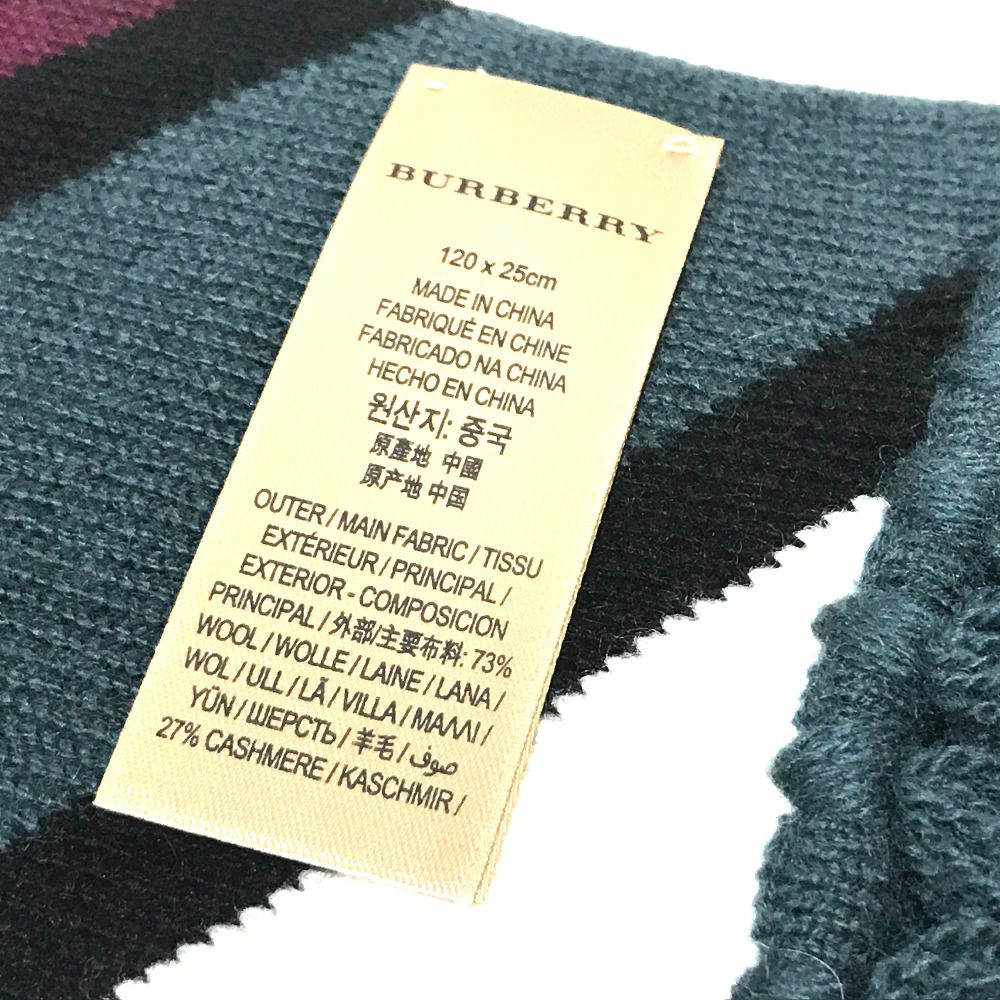 BURBERRY
120 x 25cm
MADE IN CHINA
FABRIQUÉ EN CHINE
FABRICADO NA CHINA
HECHO EN CHINA
원산지: 중국
原產地 中國
原产地 中国
OUTER / MAIN FABRIC / TISSU
EXTÉRIEUR / PRINCIPAL /
EXTERIOR - COMPOSICION
PRINCIPAL / 外部/主要布料: 73%
WOOL / WOLLE / LAINE / LANA /
WOL / ULL / LÃ / VILLA / ΜΑΛΛΙ /
YÜN / ШЕРСТЬ / 羊毛 / صوف
27% CASHMERE / KASCHMIR /